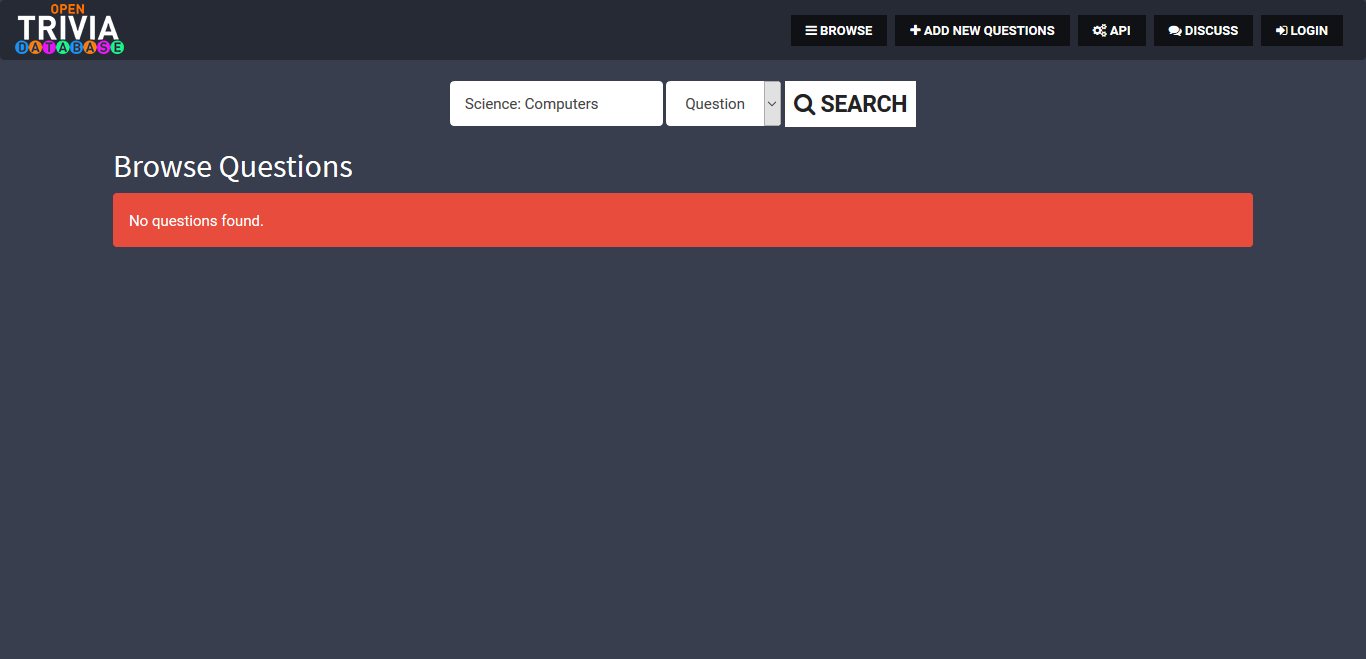 OPEN
TRIVIA
DATABASE
BROWSE ADD NEW QUESTIONS API DISCUSS LOGIN
Science: Computers Question SEARCH
Browse Questions
No questions found.